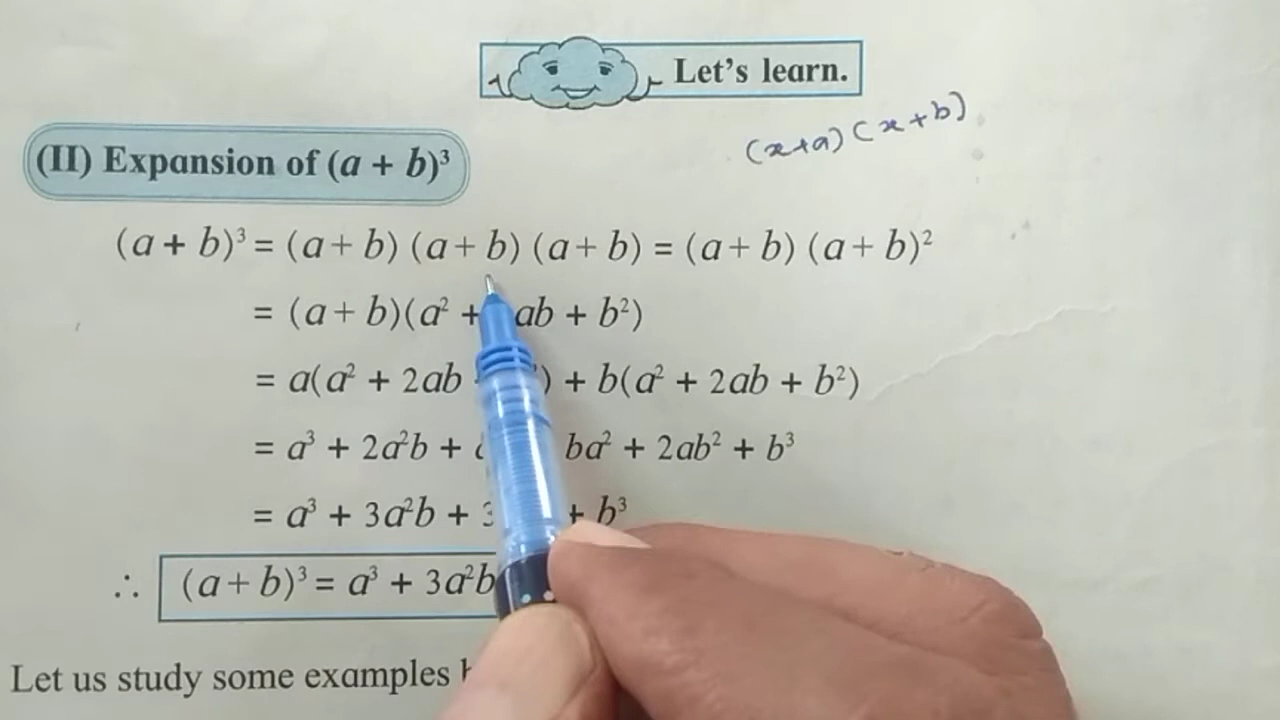 Let's learn.
(x+a) (x+b)
(II) Expansion of (a + b)³
(a + b)³ = (a + b) (a + b) (a + b) = (a + b) (a + b)²
= (a + b)(a² + ab + b²)
= a(a² + 2ab ) + b(a² + 2ab + b²)
= a³ + 2a²b + ba² + 2ab² + b³
= a³ + 3a²b + 3 + b³
∴ (a + b)³ = a³ + 3a²b
Let us study some examples